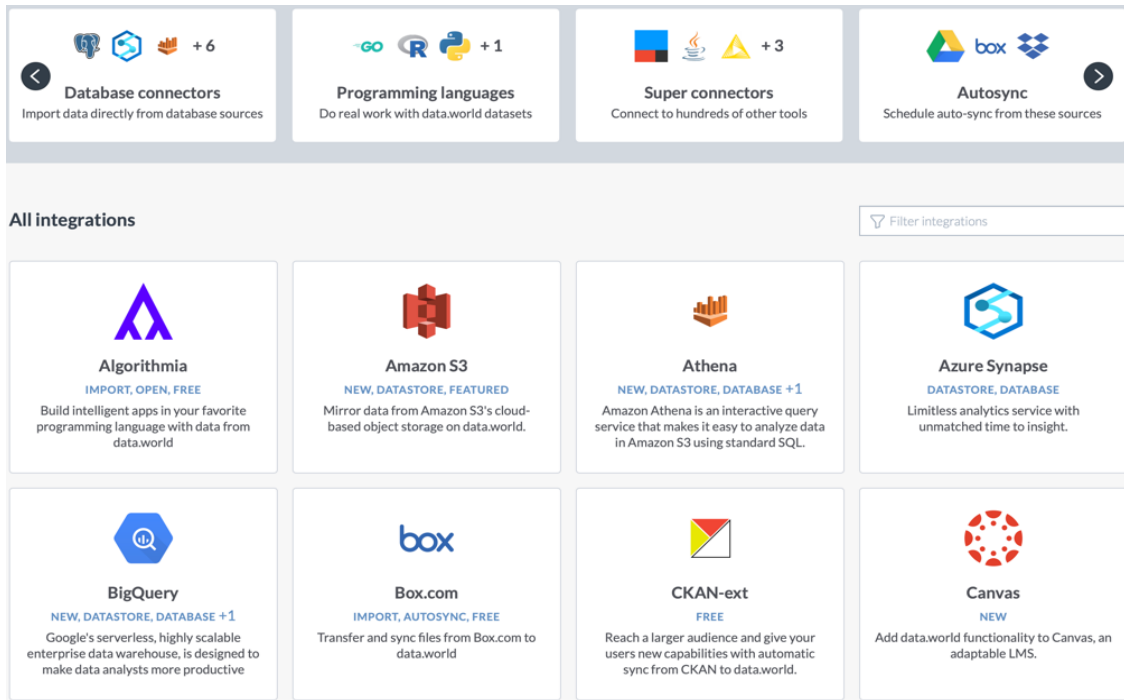 + 6
GO
R
+ 1
+ 3
box
Database connectors
Programming languages
Super connectors
Autosync
Import data directly from database sources
Do real work with data.world datasets
Connect to hundreds of other tools
Schedule auto-sync from these sources
All integrations
Filter integrations
Algorithmia
IMPORT, OPEN, FREE
Build intelligent apps in your favorite
programming language with data from
data.world
Amazon S3
NEW, DATASTORE, FEATURED
Mirror data from Amazon S3's cloud-
based object storage on data.world.
Athena
NEW, DATASTORE, DATABASE +1
Amazon Athena is an interactive query
service that makes it easy to analyze data
in Amazon S3 using standard SQL.
Azure Synapse
DATASTORE, DATABASE
Limitless analytics service with
unmatched time to insight.
BigQuery
NEW, DATASTORE, DATABASE +1
Google's serverless, highly scalable
enterprise data warehouse, is designed to
make data analysts more productive
box
Box.com
IMPORT, AUTOSYNC, FREE
Transfer and sync files from Box.com to
data.world
CKAN-ext
FREE
Reach a larger audience and give your
users new capabilities with automatic
sync from CKAN to data.world.
Canvas
NEW
Add data.world functionality to Canvas, an
adaptable LMS.